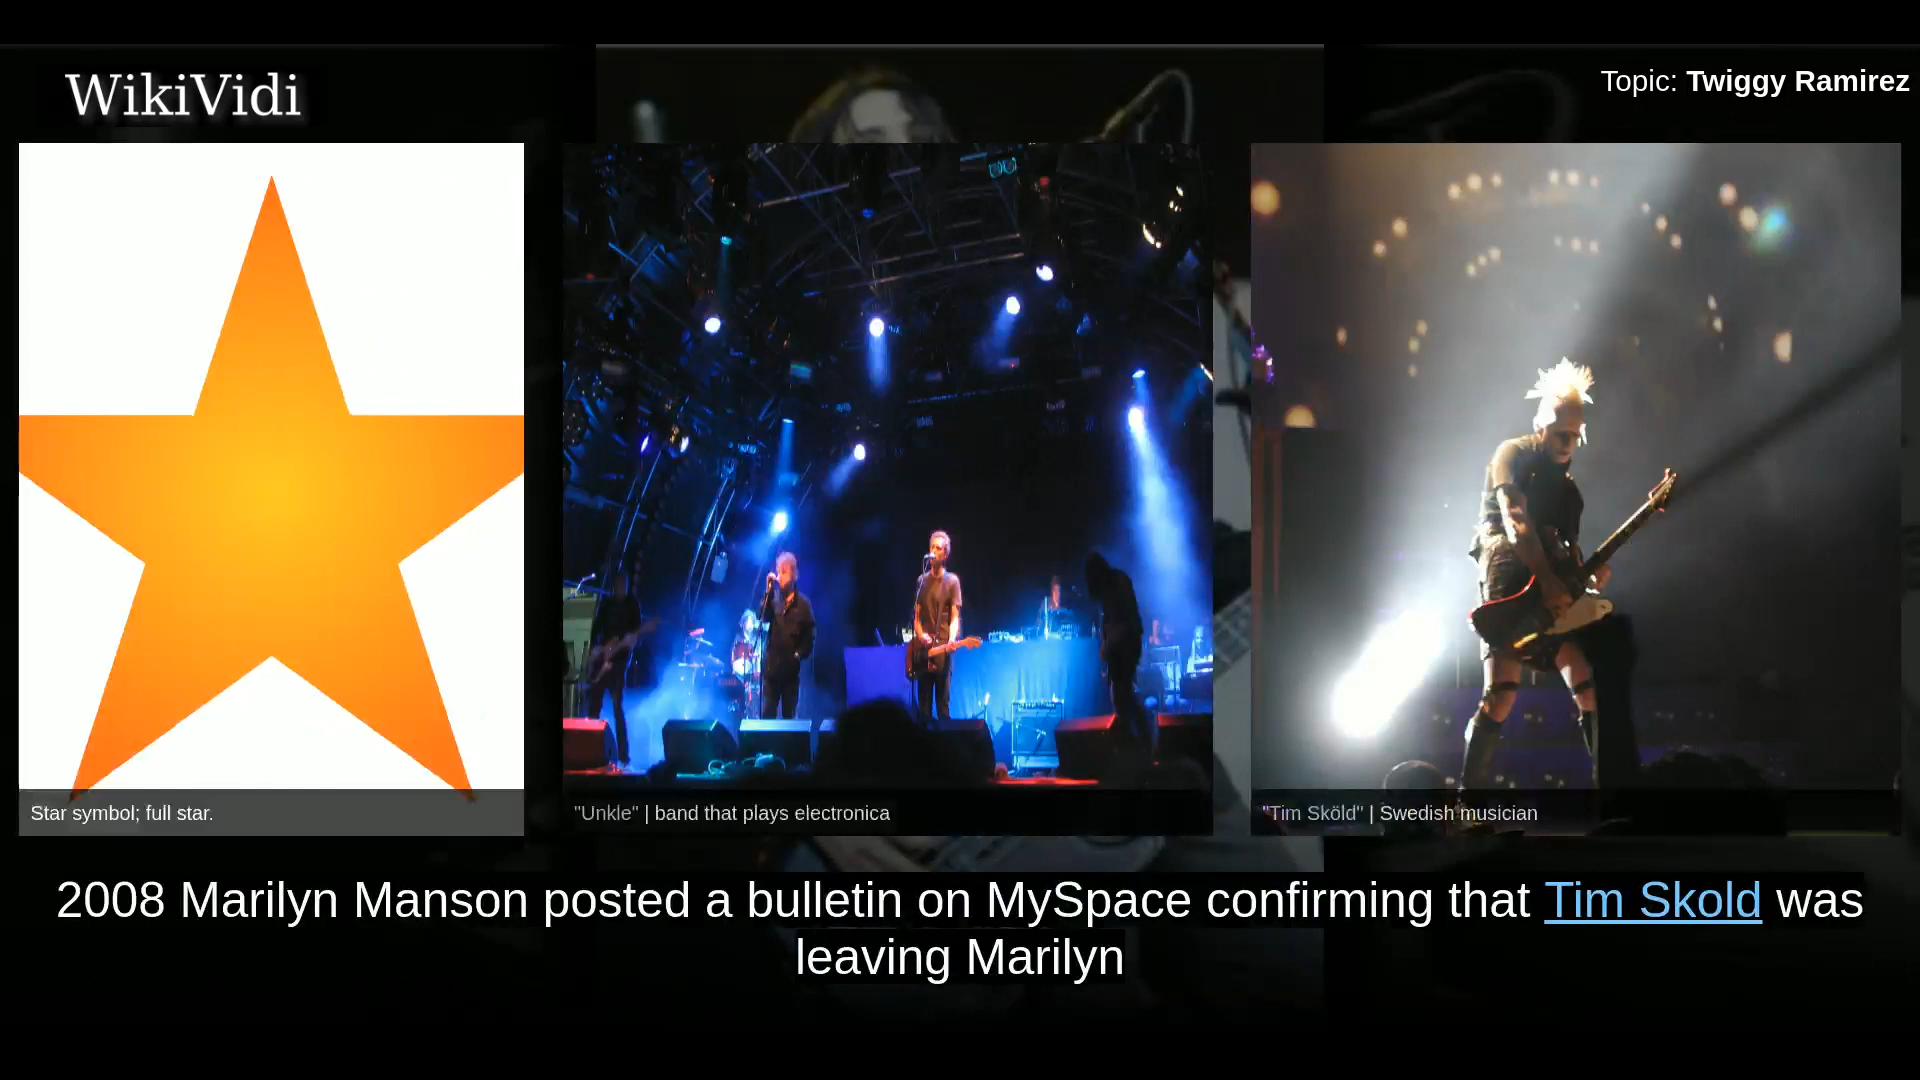 WikiVidi
Topic: Twiggy Ramirez
Star symbol; full star.
"Unkle" | band that plays electronica
"Tim Sköld" | Swedish musician
2008 Marilyn Manson posted a bulletin on MySpace confirming that Tim Skold was
leaving Marilyn